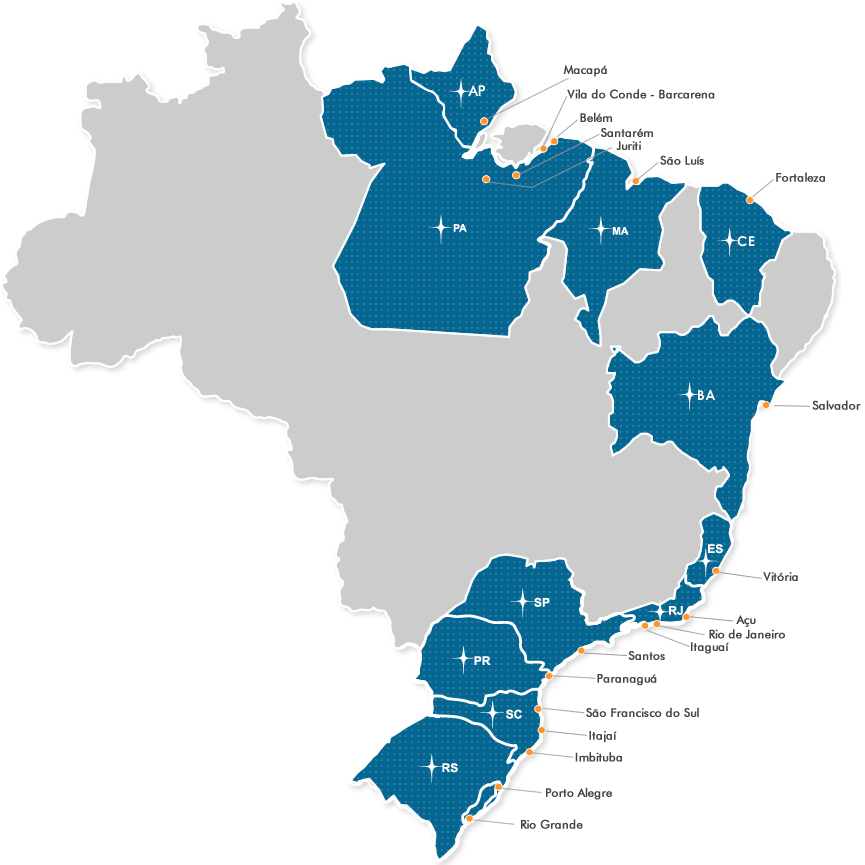 Macapá
AP
Vila do Conde - Barcarena
Belém
Santarém
Juriti
São Luís
Fortaleza
PA
MA
CE
BA
Salvador
ES
Vitória
SP
RJ
Açu
Rio de Janeiro
Itaguaí
Santos
PR
Paranaguá
SC
São Francisco do Sul
Itajaí
Imbituba
RS
Porto Alegre
Rio Grande